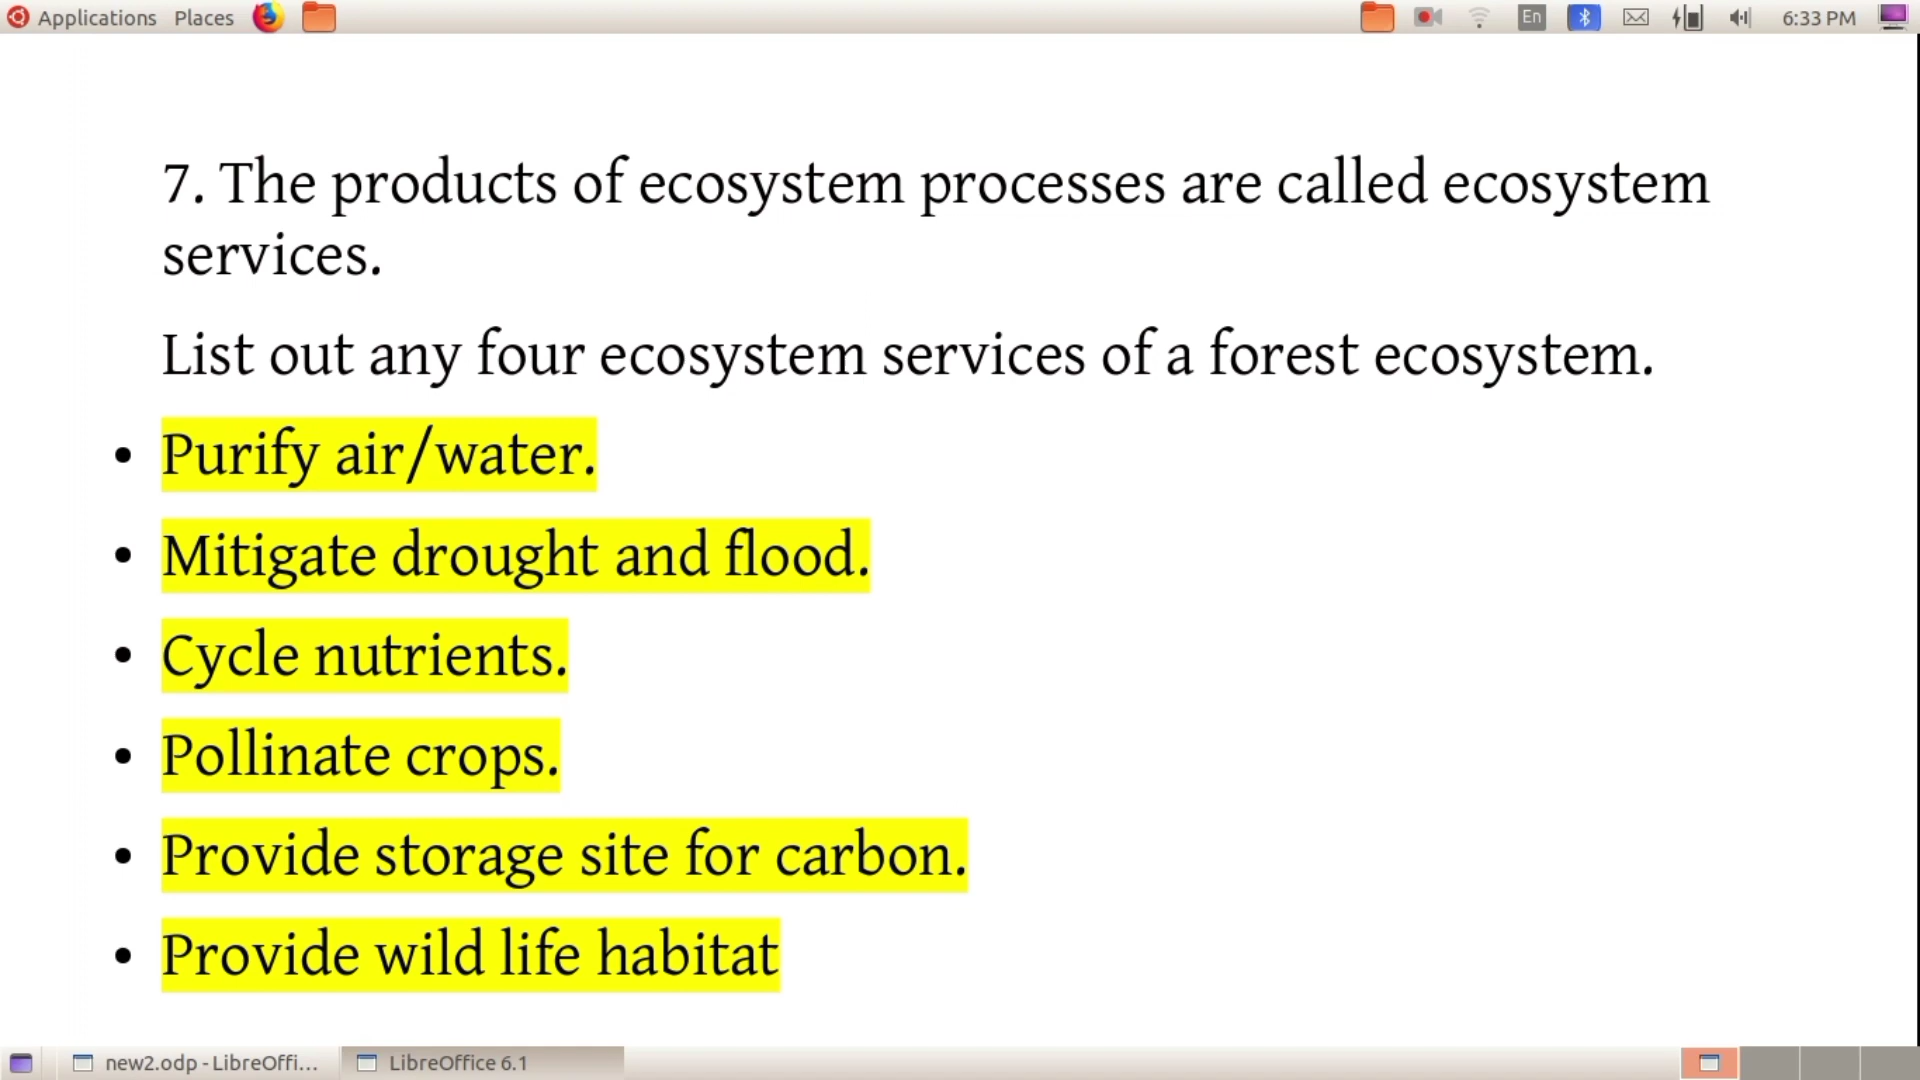 Applications Places En 6:33 PM
7. The products of ecosystem processes are called ecosystem
services.
List out any four ecosystem services of a forest ecosystem.
• Purify air/water.
• Mitigate drought and flood.
• Cycle nutrients.
• Pollinate crops.
• Provide storage site for carbon.
• Provide wild life habitat
new2.odp - LibreOffi... LibreOffice 6.1